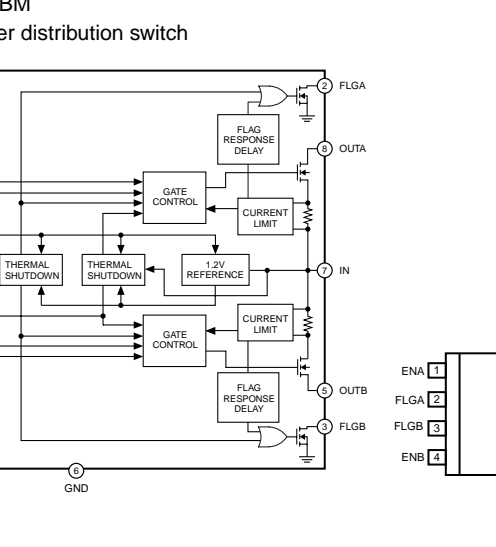 BM
er distribution switch
2 FLGA
FLAG
RESPONSE
DELAY
8 OUTA
GATE
CONTROL
CURRENT
LIMIT
THERMAL
SHUTDOWN
THERMAL
SHUTDOWN
1.2V
REFERENCE
7 IN
CURRENT
LIMIT
GATE
CONTROL
FLAG
RESPONSE
DELAY
5 OUTB
3 FLGB
6
GND
ENA 1
FLGA 2
FLGB 3
ENB 4